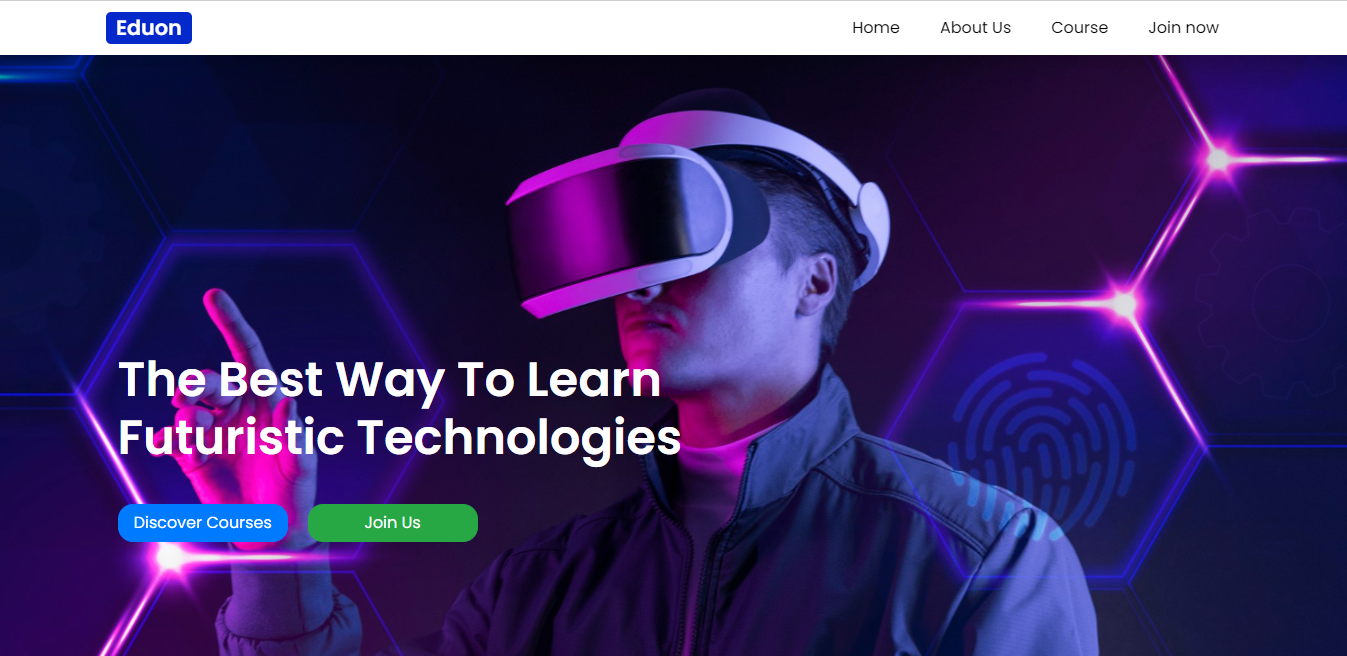 Eduon
Home About Us Course Join now
The Best Way To Learn
Futuristic Technologies
Discover Courses Join Us